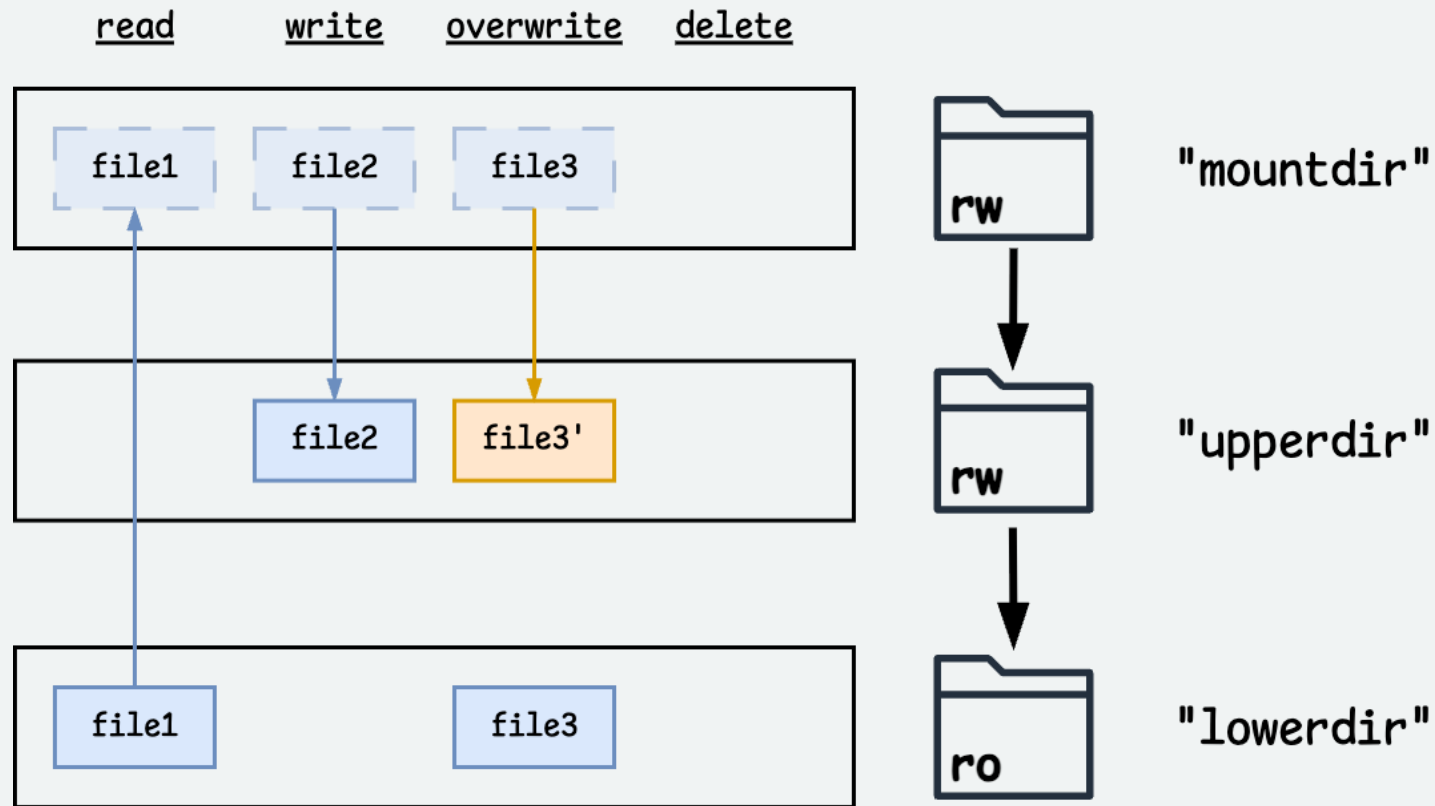 read write overwrite delete
file1 file2 file3
rw
"mountdir"
file2 file3'
rw
"upperdir"
file1 file3
ro
"lowerdir"